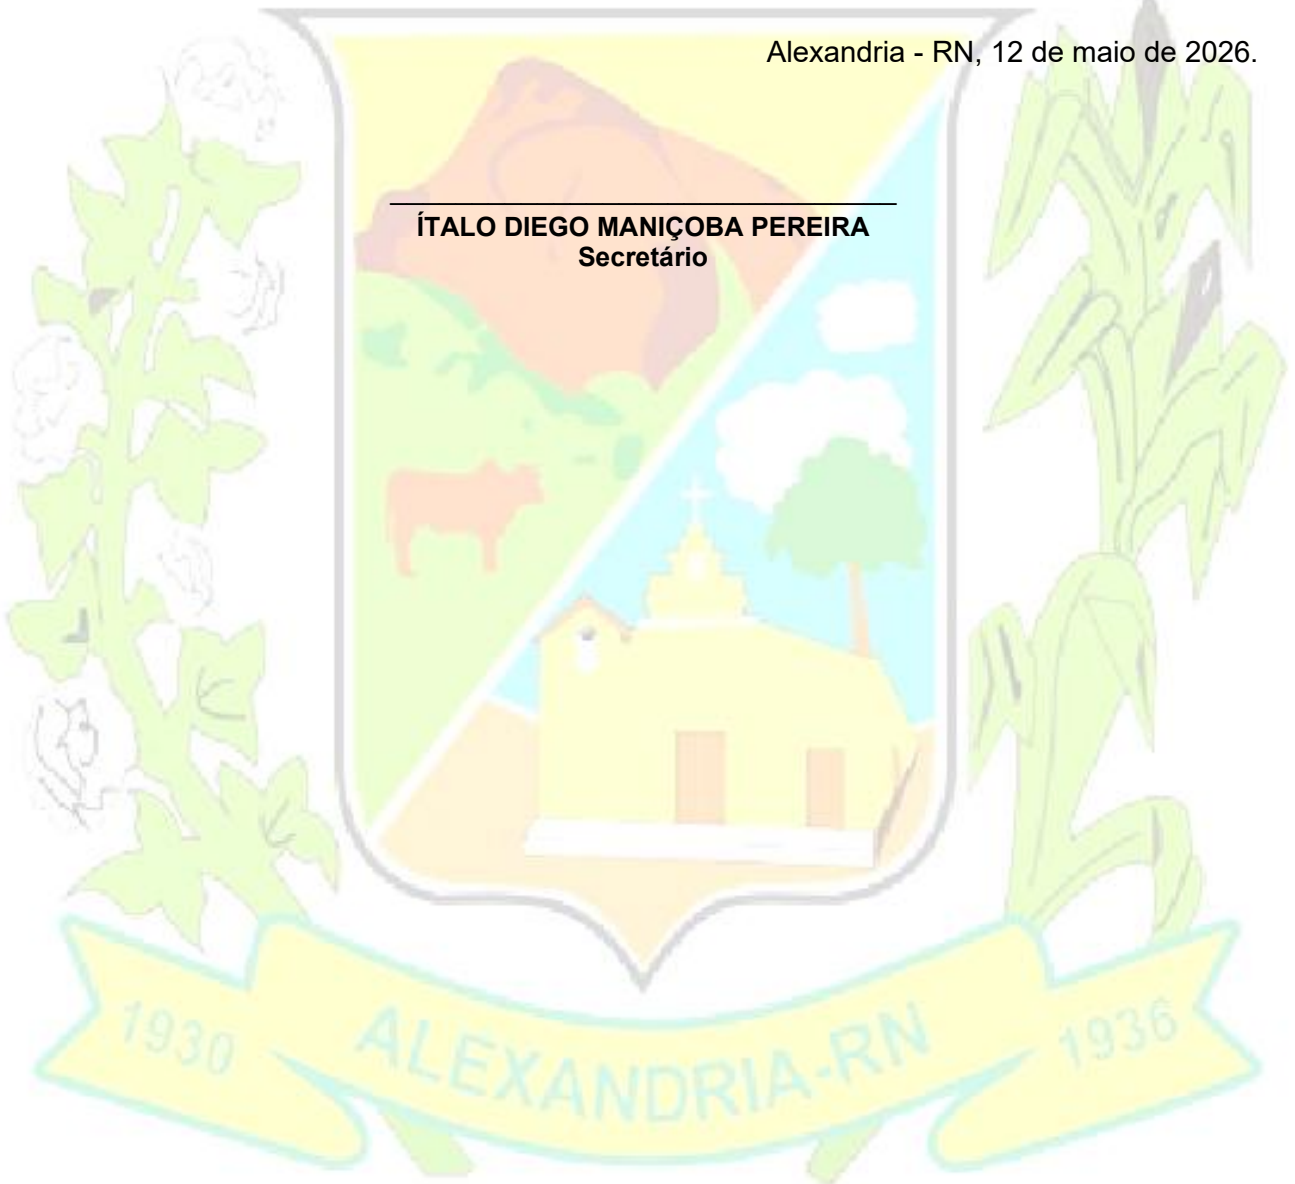 Alexandria - RN, 12 de maio de 2026.
ÍTALO DIEGO MANIÇOBA PEREIRA
Secretário
1930 ALEXANDRIA-RN 1936